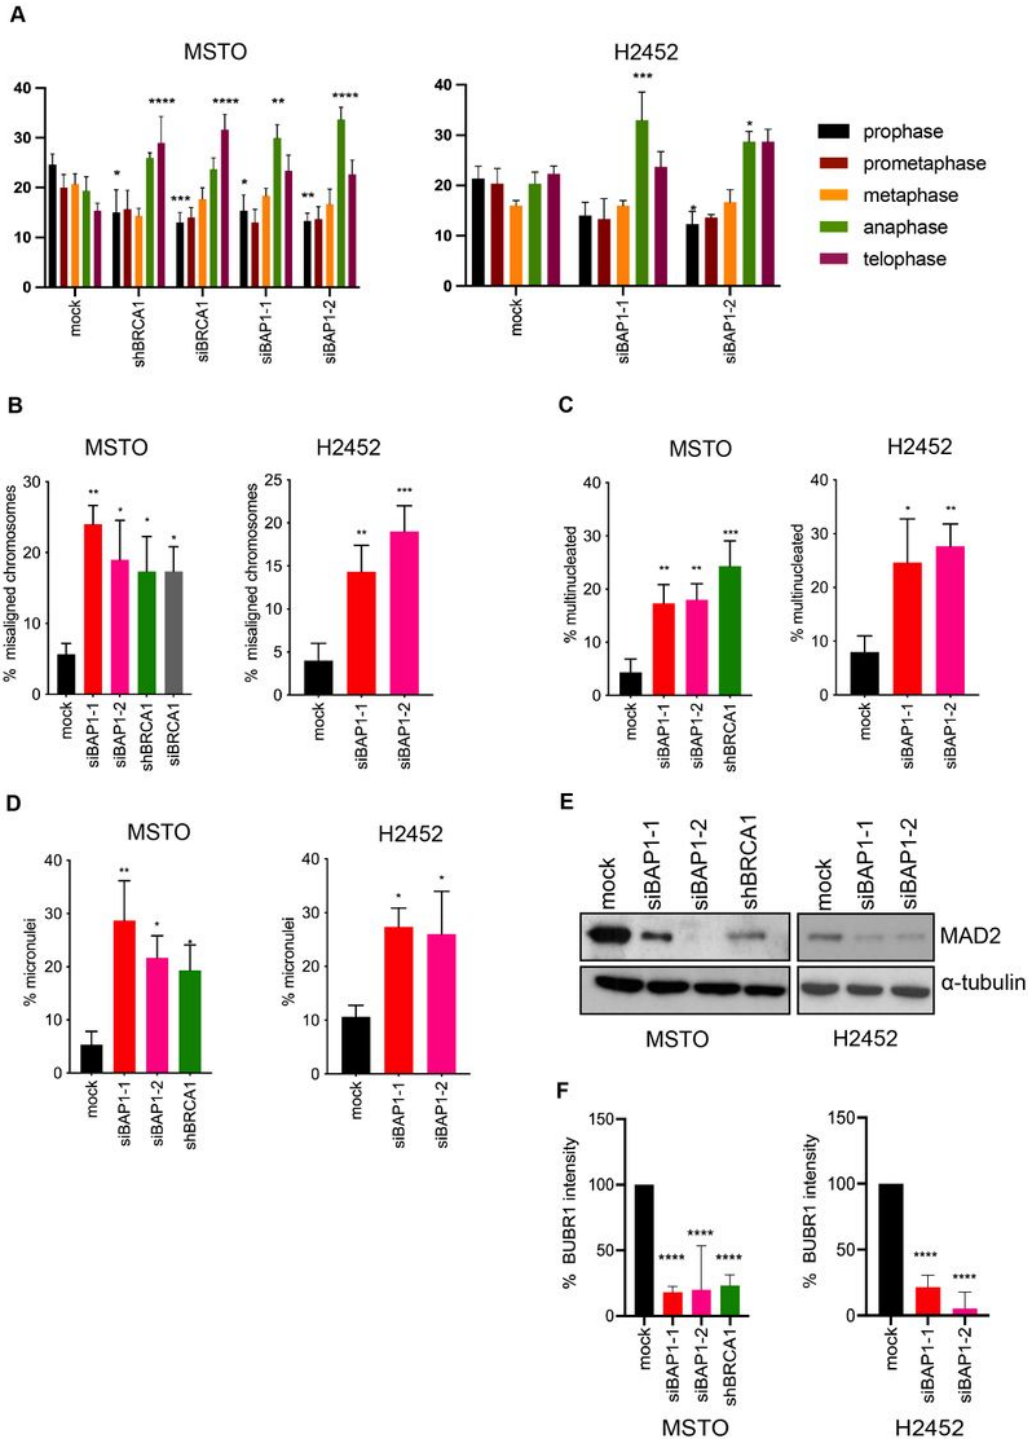 A
MSTO
H2452
40
30
20
10
0
* **** *** **** * ** ** ****
mock
shBRCA1
siBRCA1
siBAP1-1
siBAP1-2
40
30
20
10
0
*** * *
mock
siBAP1-1
siBAP1-2
prophase
prometaphase
metaphase
anaphase
telophase
B
MSTO
H2452
% misaligned chromosomes
30
20
10
0
** * * *
mock
siBAP1-1
siBAP1-2
shBRCA1
siBRCA1
% misaligned chromosomes
25
20
15
10
5
0
** ***
mock
siBAP1-1
siBAP1-2
C
MSTO
H2452
% multinucleated
40
30
20
10
0
** ** ***
mock
siBAP1-1
siBAP1-2
shBRCA1
% multinucleated
40
30
20
10
0
* **
mock
siBAP1-1
siBAP1-2
D
MSTO
H2452
% micronulei
40
30
20
10
0
** * *
mock
siBAP1-1
siBAP1-2
shBRCA1
% micronulei
40
30
20
10
0
* *
mock
siBAP1-1
siBAP1-2
E
mock
siBAP1-1
siBAP1-2
shBRCA1
mock
siBAP1-1
siBAP1-2
MAD2
α-tubulin
MSTO
H2452
F
% BUBR1 intensity
150
100
50
0
**** **** ****
mock
siBAP1-1
siBAP1-2
shBRCA1
MSTO
% BUBR1 intensity
150
100
50
0
**** ****
mock
siBAP1-1
siBAP1-2
H2452